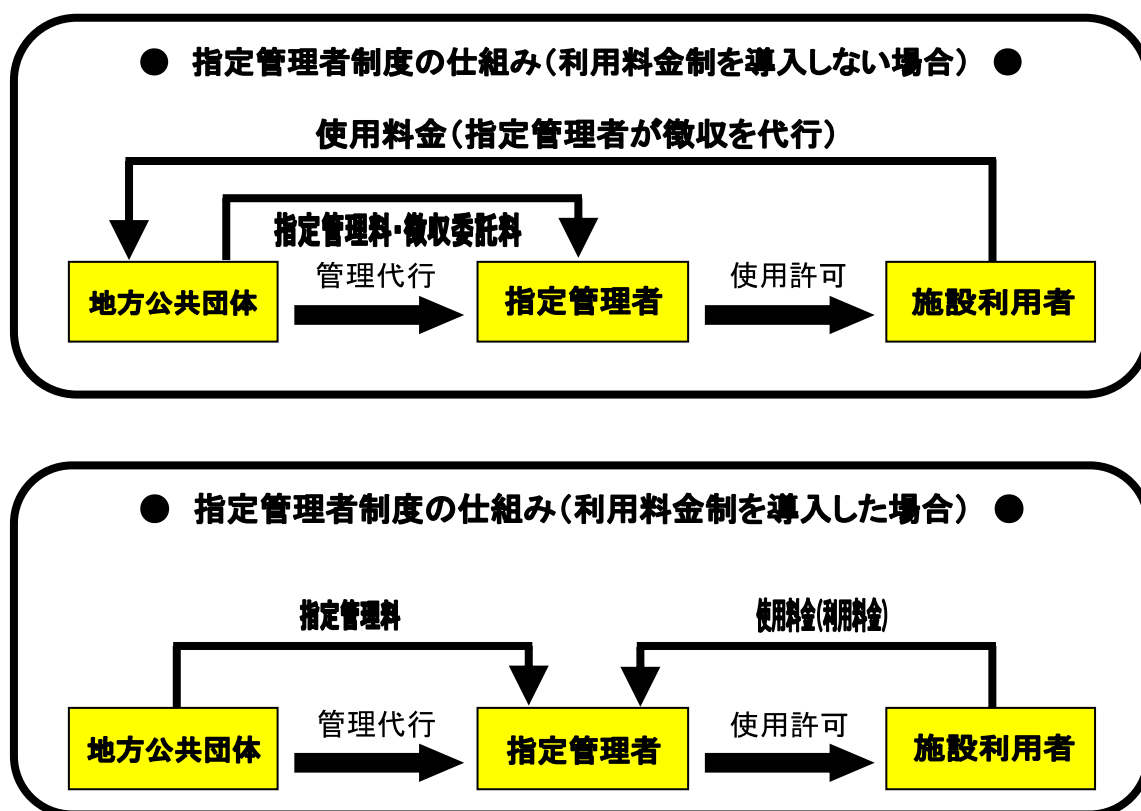 ● 指定管理者制度の仕組み(利用料金制を導入しない場合) ●
使用料金(指定管理者が徴収を代行)
指定管理料・徴収委託料
管理代行
使用許可
地方公共団体
指定管理者
施設利用者
● 指定管理者制度の仕組み(利用料金制を導入した場合) ●
指定管理料
使用料金(利用料金)
管理代行
使用許可
地方公共団体
指定管理者
施設利用者